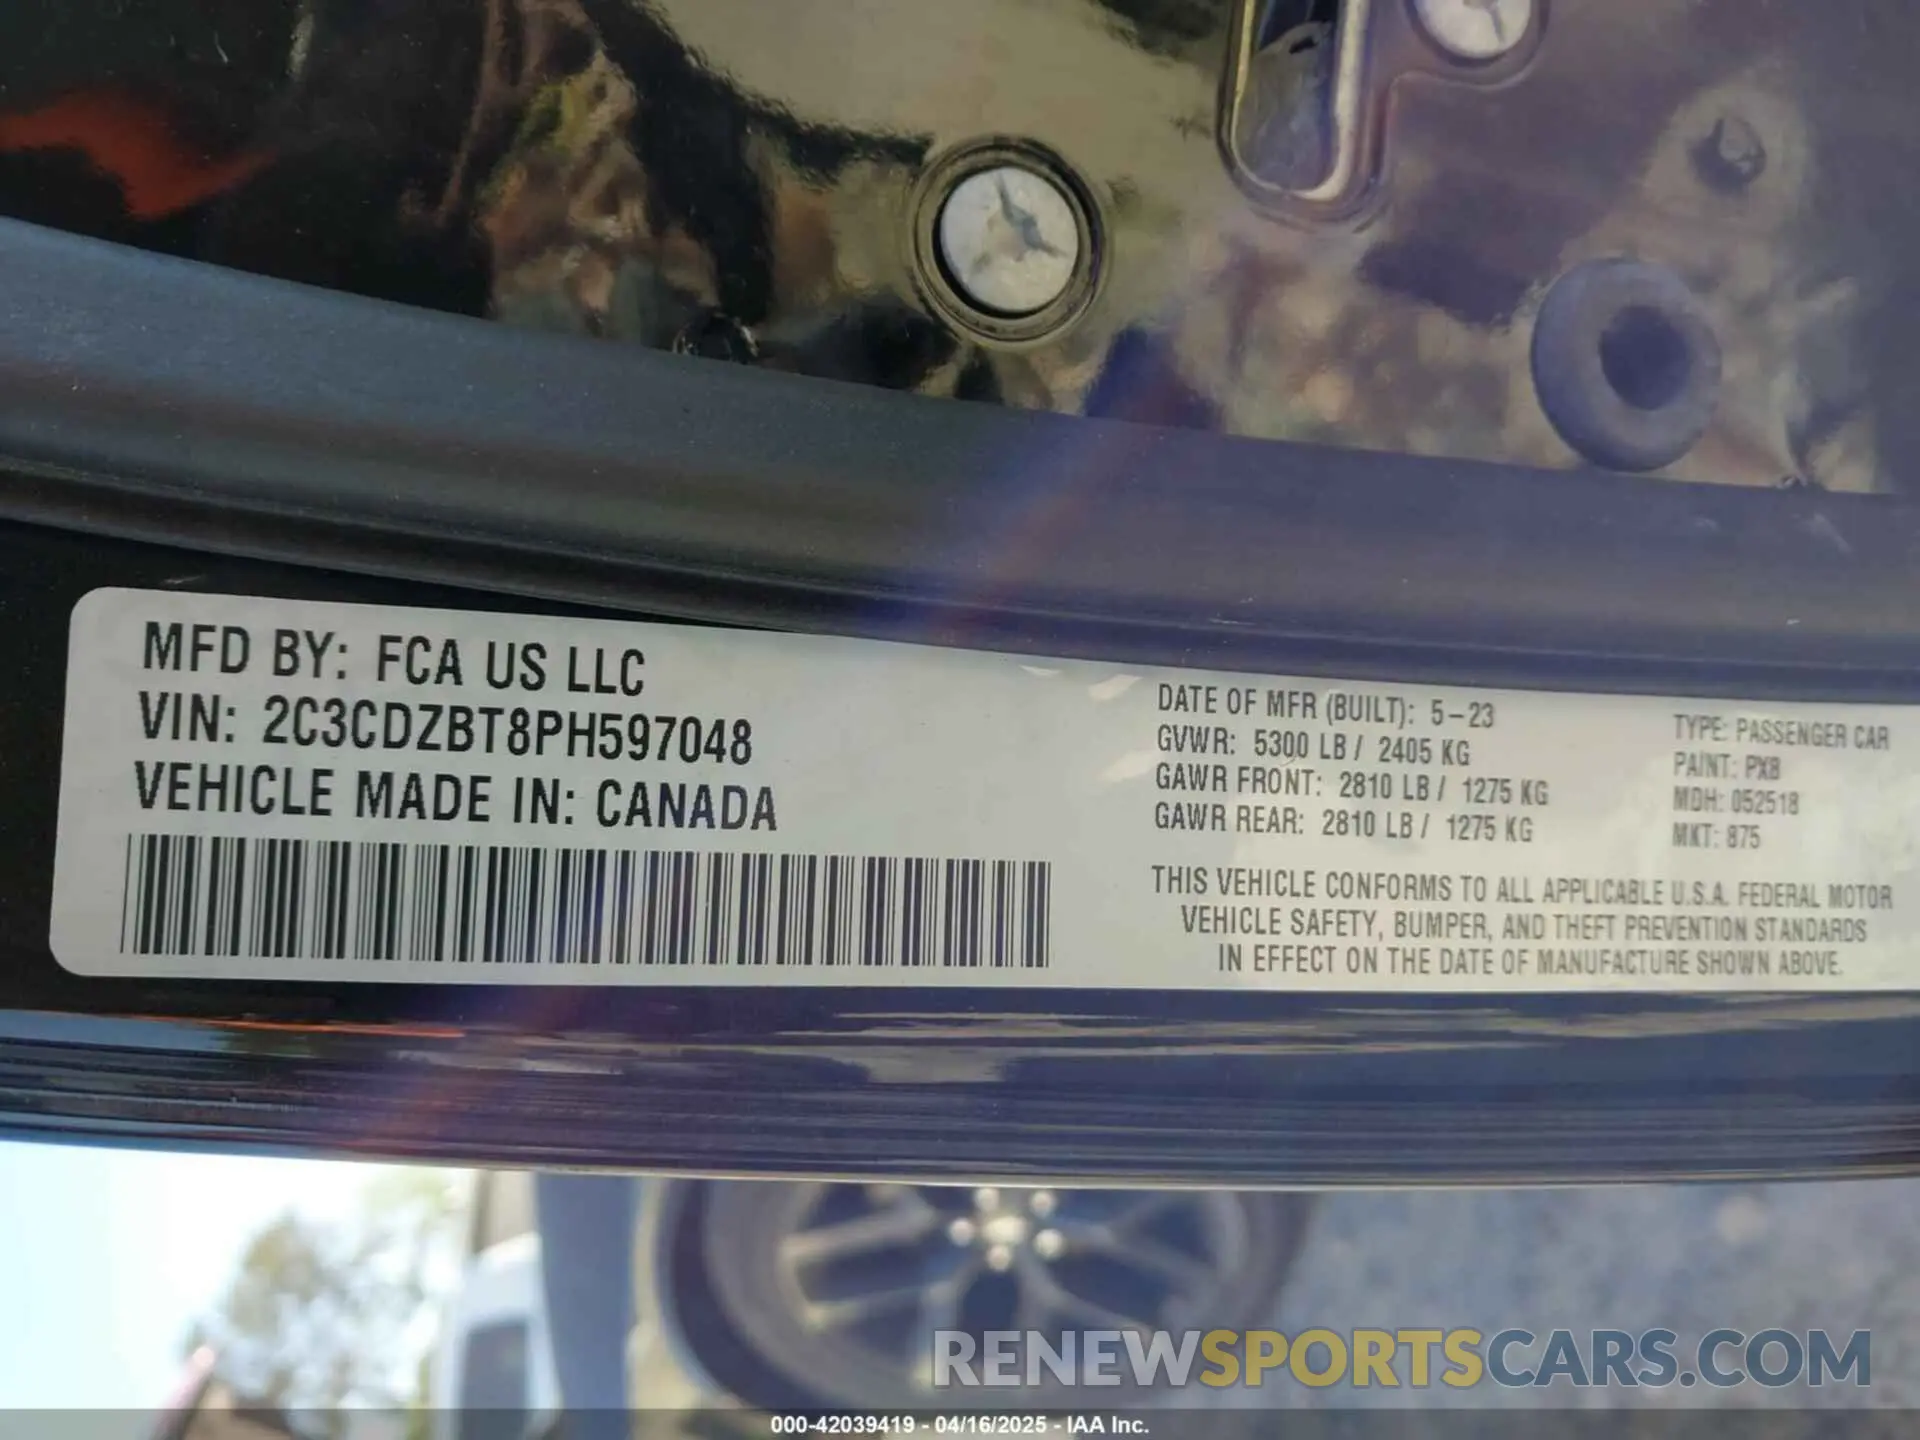 MFD BY: FCA US LLC
VIN: 2C3CDZBT8PH597048
VEHICLE MADE IN: CANADA
DATE OF MFR (BUILT): 5-23
GVWR: 5300 LB / 2405 KG
GAWR FRONT: 2810 LB / 1275 KG
GAWR REAR: 2810 LB / 1275 KG
TYPE: PASSENGER CAR
PAINT: PX8
MDH: 052518
MKT: 875
THIS VEHICLE CONFORMS TO ALL APPLICABLE U.S.A. FEDERAL MOTOR
VEHICLE SAFETY, BUMPER, AND THEFT PREVENTION STANDARDS
IN EFFECT ON THE DATE OF MANUFACTURE SHOWN ABOVE.
RENEWSPORTSCARS.COM
000-42039419 - 04/16/2025 - IAA Inc.